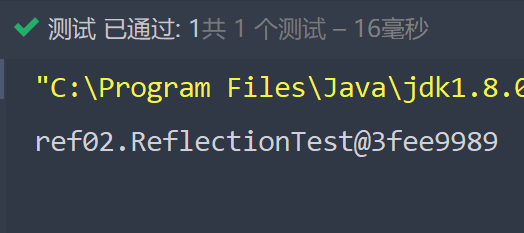 测试 已通过: 1共 1 个测试 – 16毫秒
"C:\Program Files\Java\jdk1.8.0
ref02.ReflectionTest@3fee9989